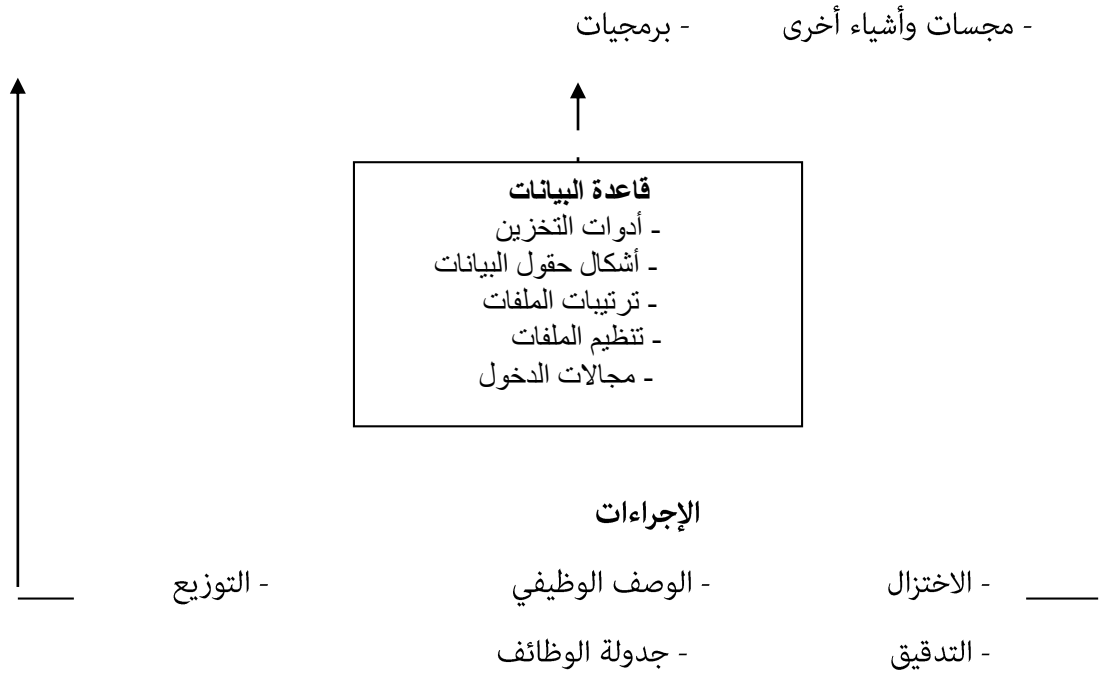 - مجسات وأشياء أخرى - برمجيات
قاعدة البيانات
- أدوات التخزين
- أشكال حقول البيانات
- ترتيبات الملفات
- تنظيم الملفات
- مجالات الدخول
الإجراءات
- الاختزال - الوصف الوظيفي - التوزيع
- التدقيق - جدولة الوظائف